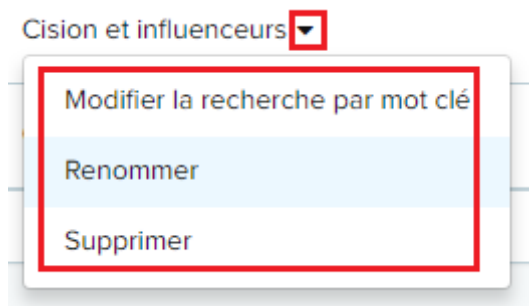 Cision et influenceurs
Modifier la recherche par mot clé
Renommer
Supprimer